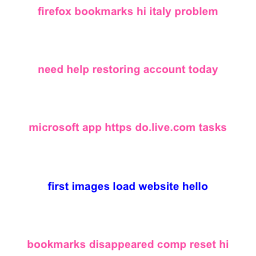 firefox bookmarks hi italy problem
need help restoring account today
microsoft app https do.live.com tasks
first images load website hello
bookmarks disappeared comp reset hi